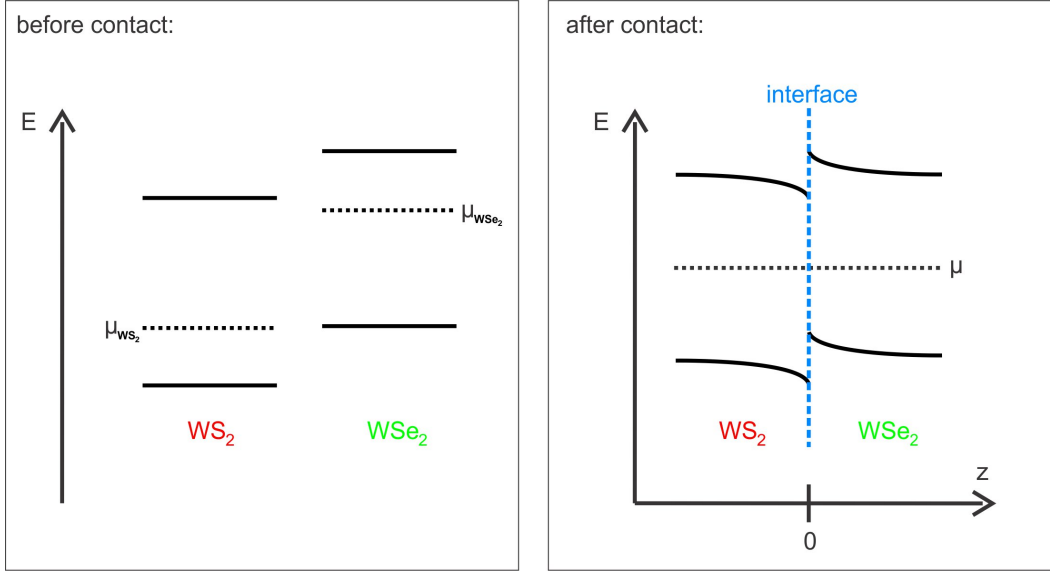 before contact:
E
μWSe₂
μWS₂
WS₂
WSe₂
after contact:
interface
E
μ
WS₂
WSe₂
z
0